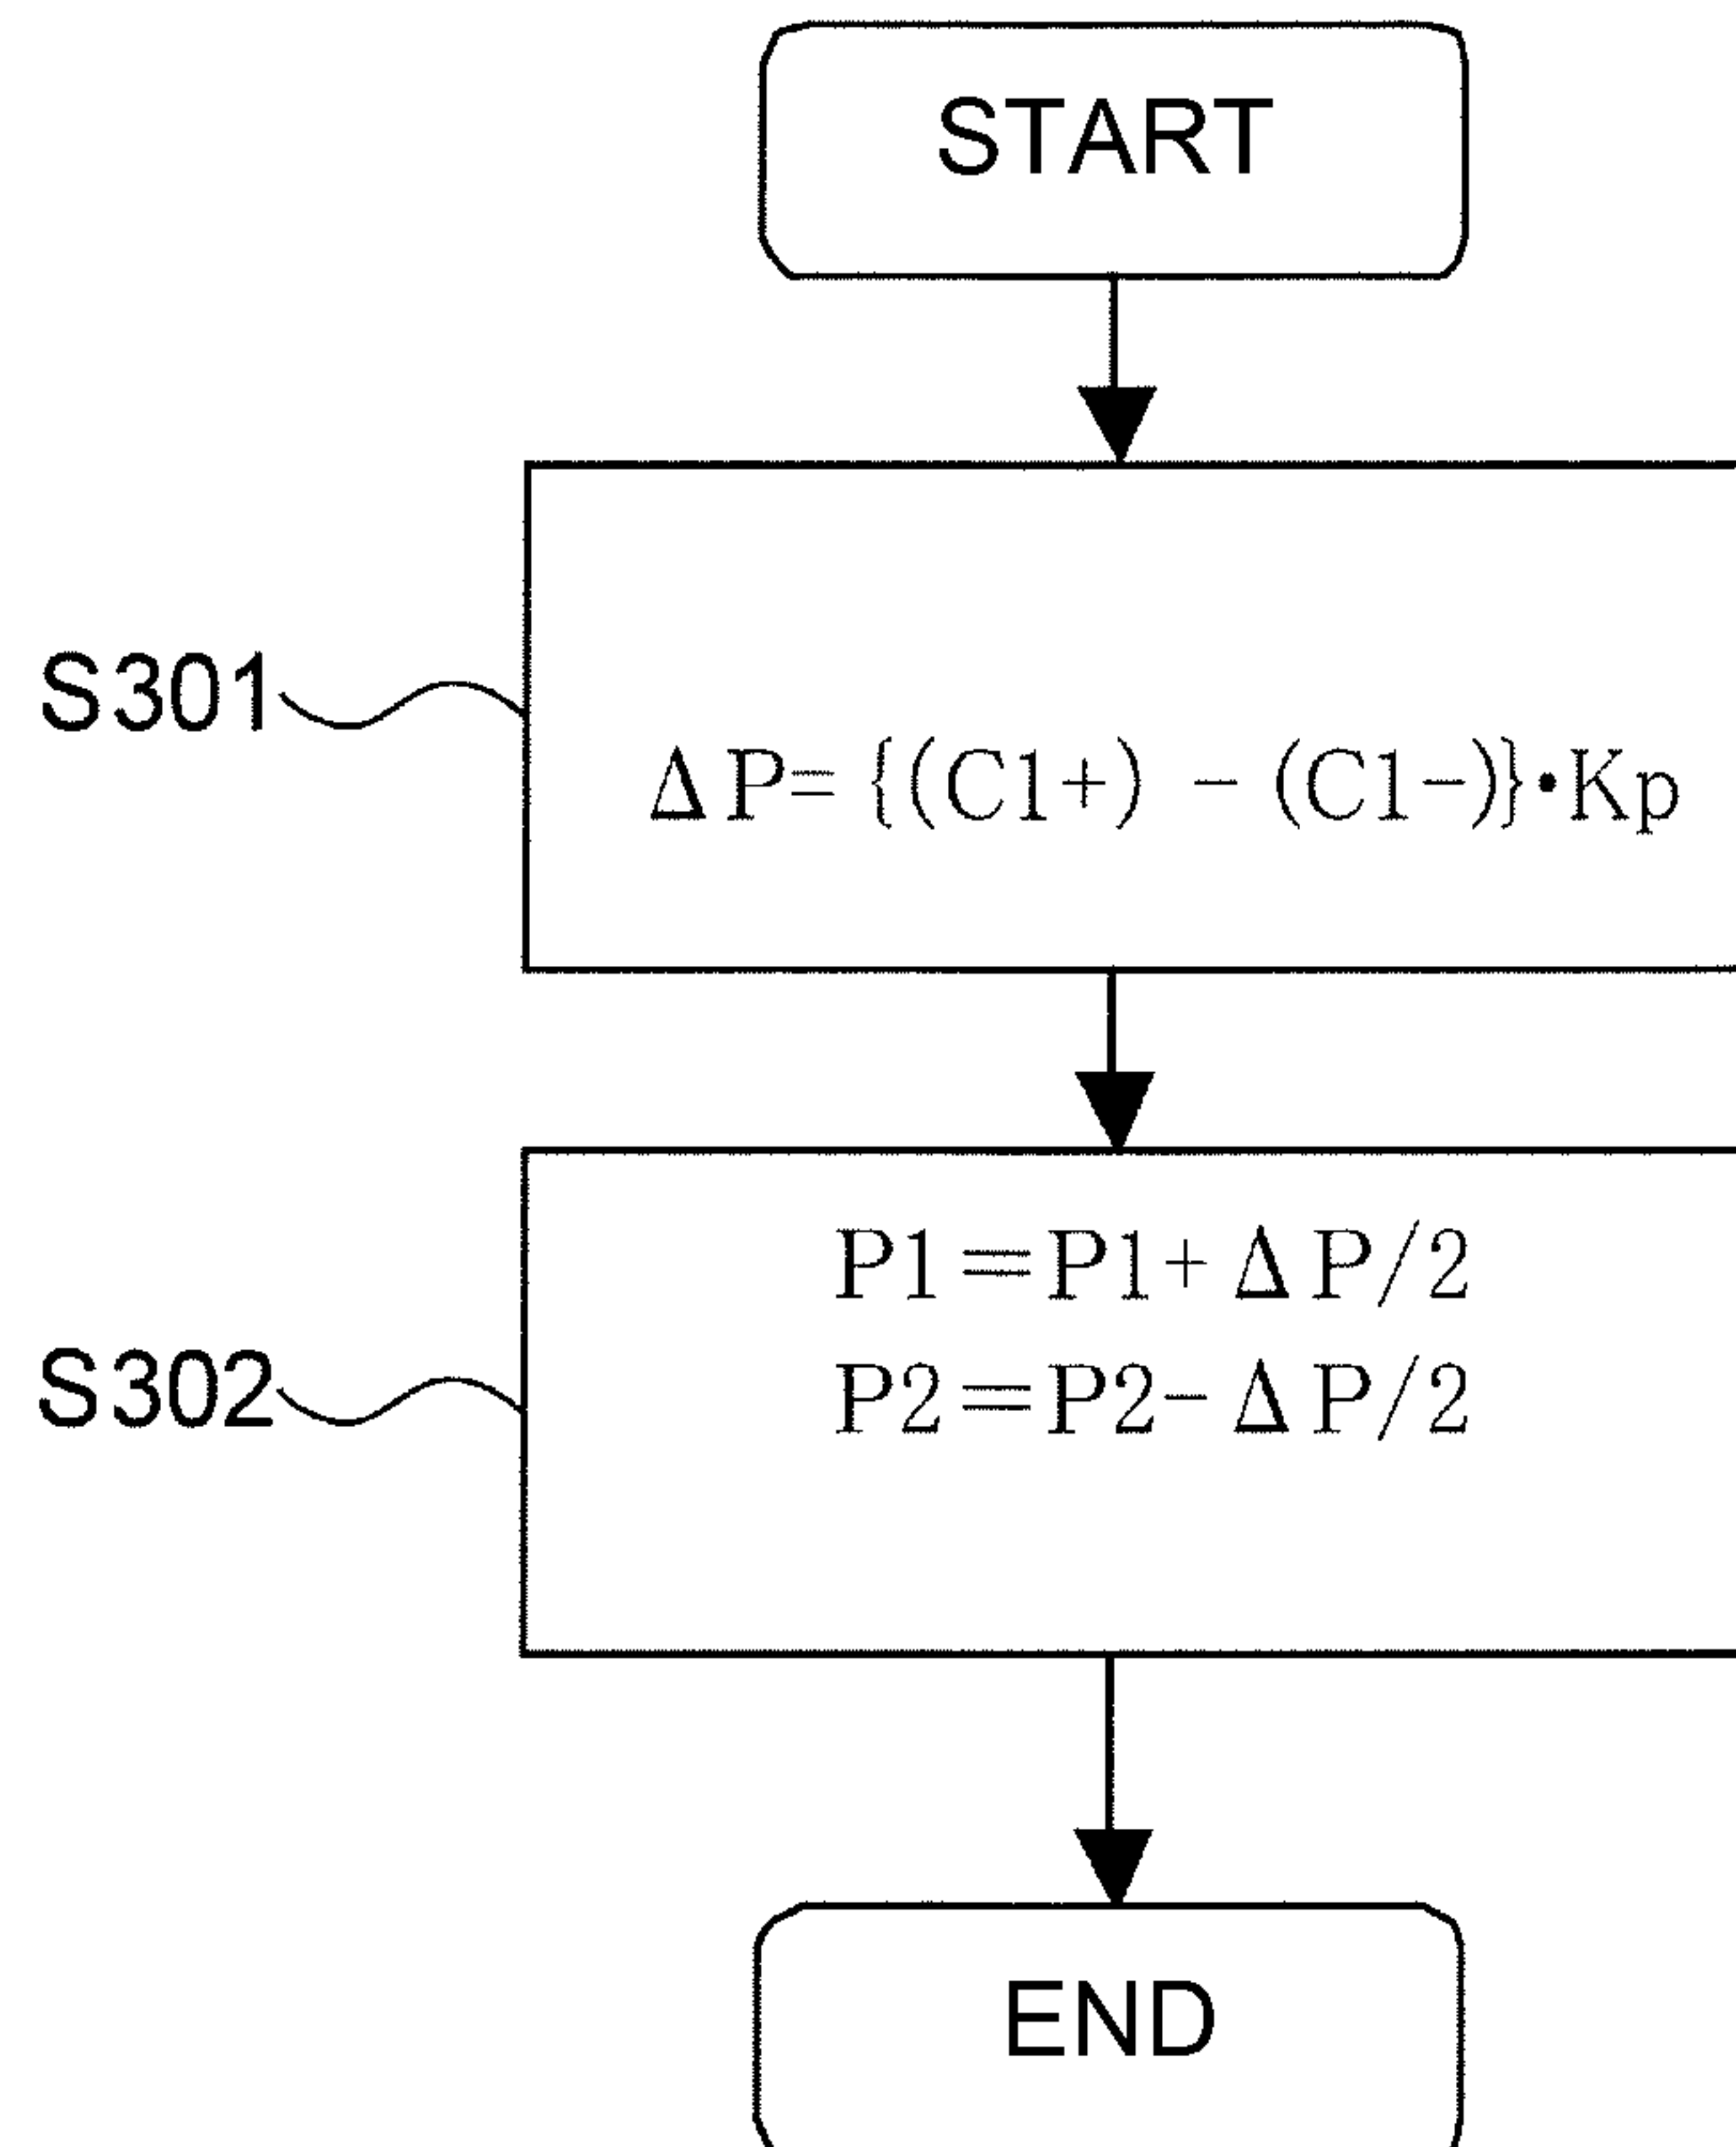 START
S301
ΔP={(C1+) - (C1-)}•Kp
P1=P1+ΔP/2
S302
P2=P2-ΔP/2
END